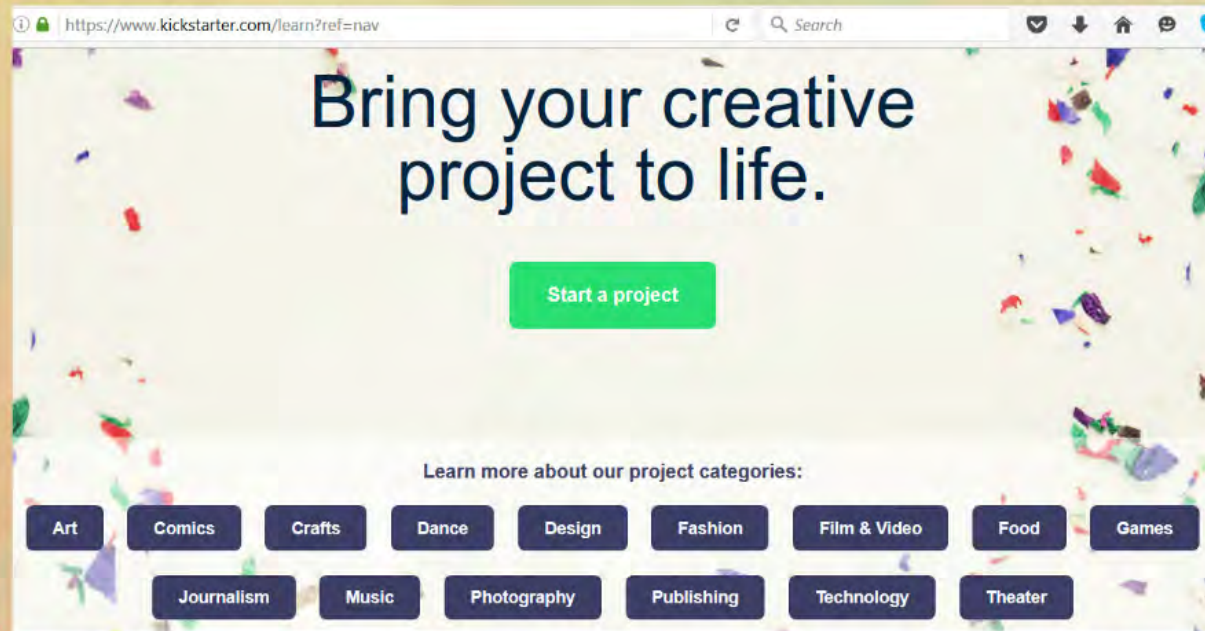 https://www.kickstarter.com/learn?ref=nav
Search
Bring your creative
project to life.
Start a project
Learn more about our project categories:
Art Comics Crafts Dance Design Fashion Film & Video Food Games
Journalism Music Photography Publishing Technology Theater